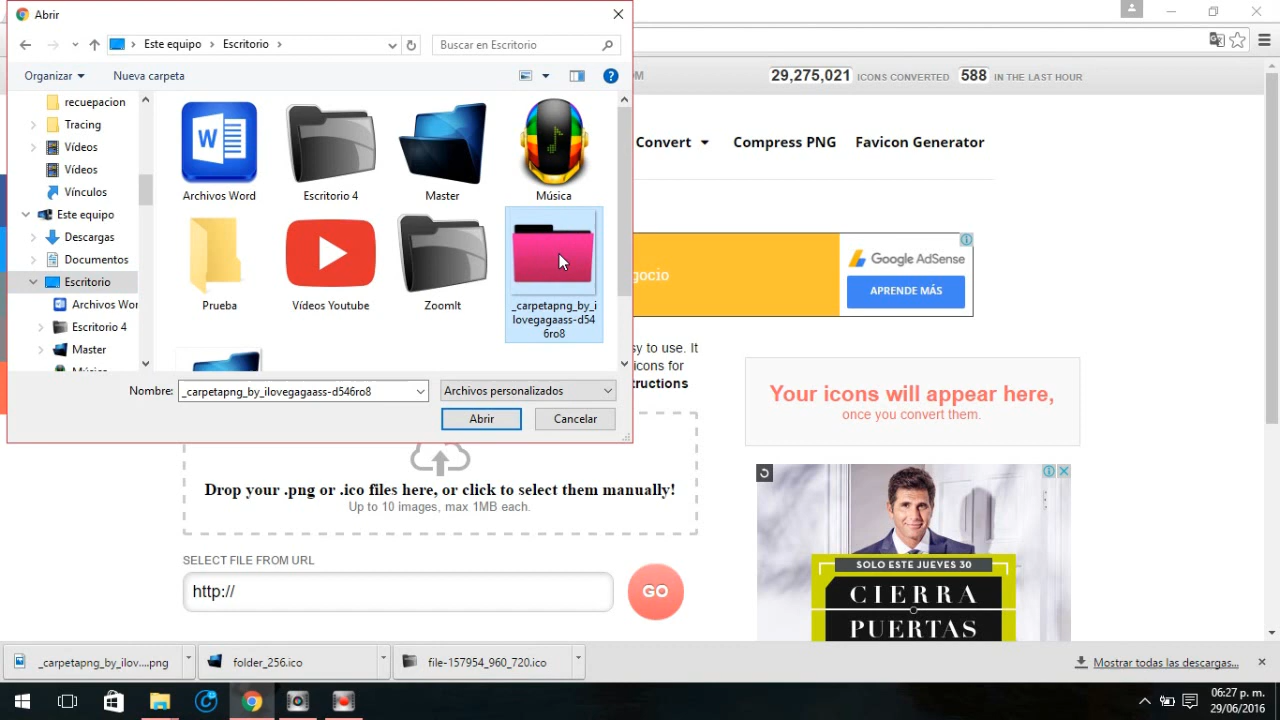 Abrir
Este equipo
Escritorio
Buscar en Escritorio
Organizar
Nueva carpeta
recuepacion
Tracing
Vídeos
Vídeos
Vínculos
Este equipo
Descargas
Documentos
Escritorio
Archivos Wor
Escritorio 4
Master
Archivos Word
Escritorio 4
Master
Música
Prueba
Vídeos Youtube
ZoomIt
_carpetapng_by_i
lovegagaass-d54
6ro8
Nombre:
_carpetapng_by_ilovegagaass-d546ro8
Archivos personalizados
Abrir
Cancelar
29,275,021 ICONS CONVERTED 588 IN THE LAST HOUR
Convert
Compress PNG
Favicon Generator
gocio
Google AdSense
APRENDE MÁS
sy to use. It
icons for
tructions
Your icons will appear here,
once you convert them.
Drop your .png or .ico files here, or click to select them manually!
Up to 10 images, max 1MB each.
SELECT FILE FROM URL
http://
GO
SOLO ESTE JUEVES 30
CIERRA
PUERTAS
_carpetapng_by_ilov....png
folder_256.ico
file-157954_960_720.ico
Mostrar todas las descargas...
06:27 p. m.
29/06/2016